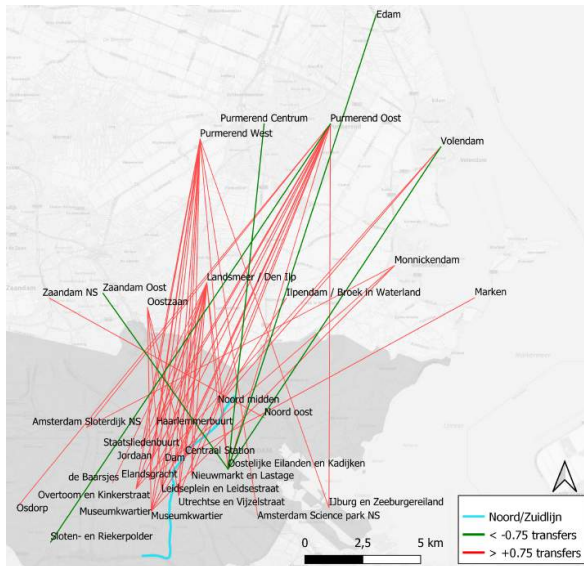 Edam
Purmerend Centrum
Purmerend Oost
Purmerend West
Volendam
Monnickendam
Landsmeer / Den Ilp
Zaandam Oost
Zaandam NS
Ilpendam / Broek in Waterland
Marken
Oostzaan
Noord midden
Noord oost
Amsterdam Sloterdijk NS
Haarlemmerbuurt
Staatsliedenbuurt
Centraal Station
Jordaan
Dam
Oostelijke Eilanden en Kadijken
de Baarsjes
Elandsgracht
Nieuwmarkt en Lastage
Leidseplein en Leidsestraat
Overtoom en Kinkerstraat
Utrechtse en Vijzelstraat
IJburg en Zeeburgereiland
Osdorp
Museumkwartier
Museumkwartier
Amsterdam Science park NS
Sloten- en Riekerpolder
Noord/Zuidlijn
< -0.75 transfers
> +0.75 transfers
0
2,5
5 km